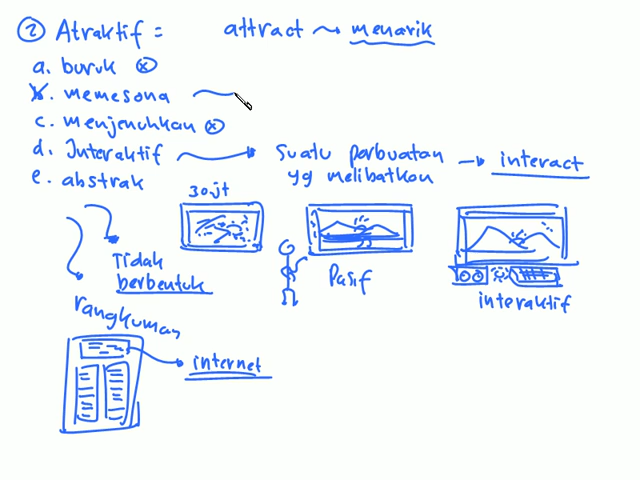 ② Atraktif = attract → menarik
a. buruk ⊗
b. memesona
c. menjenuhkan ⊗
d. Interaktif → suatu perbuatan yg melibatkan → interact
e. abstrak
30jt
Tidak berbentuk
Pasif
interaktif
rangkuman
internet